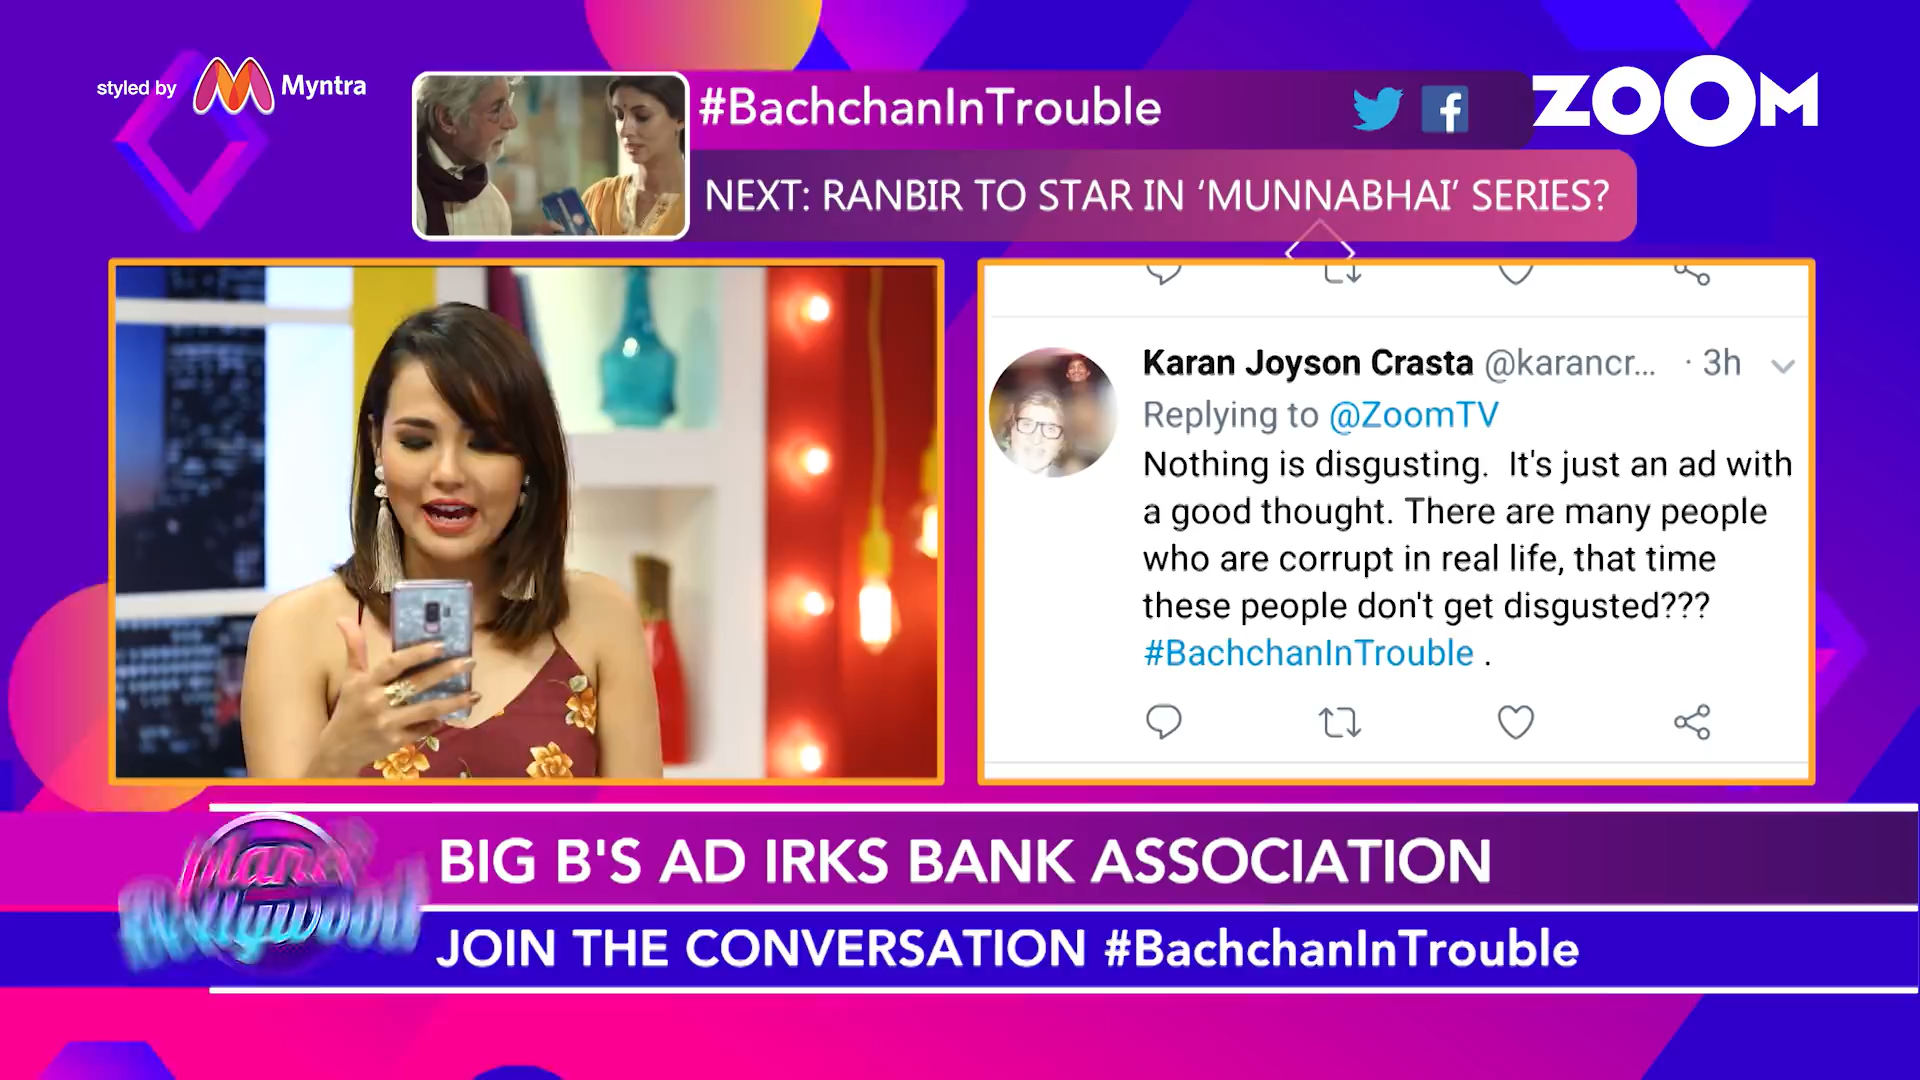 styled by Myntra
#BachchanInTrouble
ZOOM
NEXT: RANBIR TO STAR IN ‘MUNNABHAI’ SERIES?
Karan Joyson Crasta @karancr... · 3h
Replying to @ZoomTV
Nothing is disgusting. It's just an ad with
a good thought. There are many people
who are corrupt in real life, that time
these people don't get disgusted???
#BachchanInTrouble .
BIG B'S AD IRKS BANK ASSOCIATION
JOIN THE CONVERSATION #BachchanInTrouble